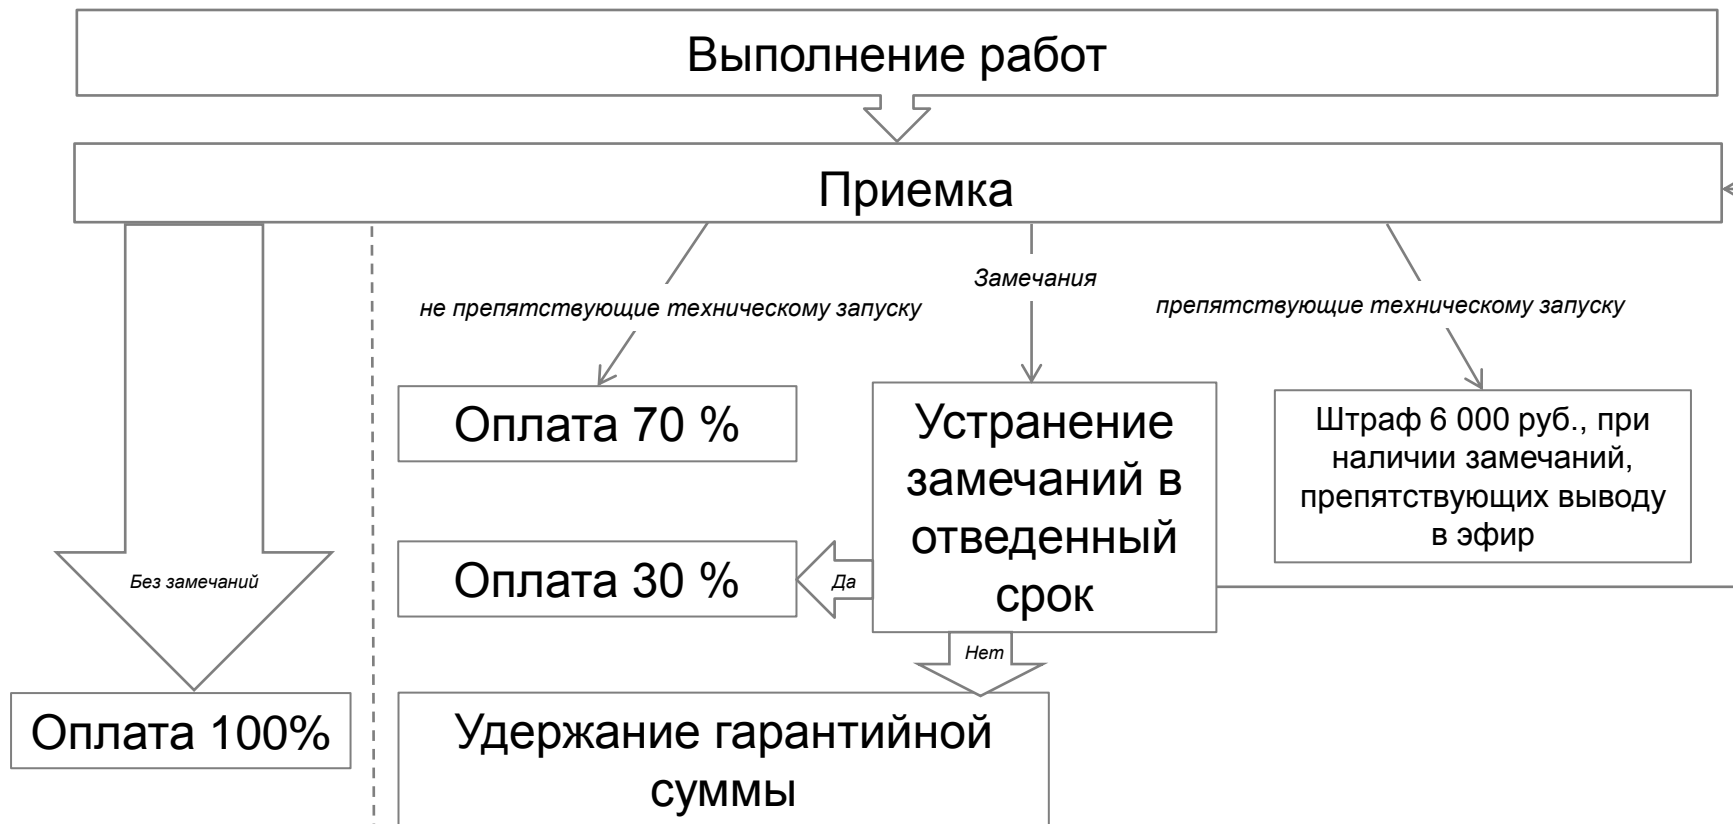 Выполнение работ
Приемка
Замечания
не препятствующие техническому запуску
препятствующие техническому запуску
Оплата 70 %
Устранение
замечаний в
отведенный
срок
Штраф 6 000 руб., при
наличии замечаний,
препятствующих выводу
в эфир
Без замечаний
Оплата 30 %
Да
Нет
Оплата 100%
Удержание гарантийной
суммы